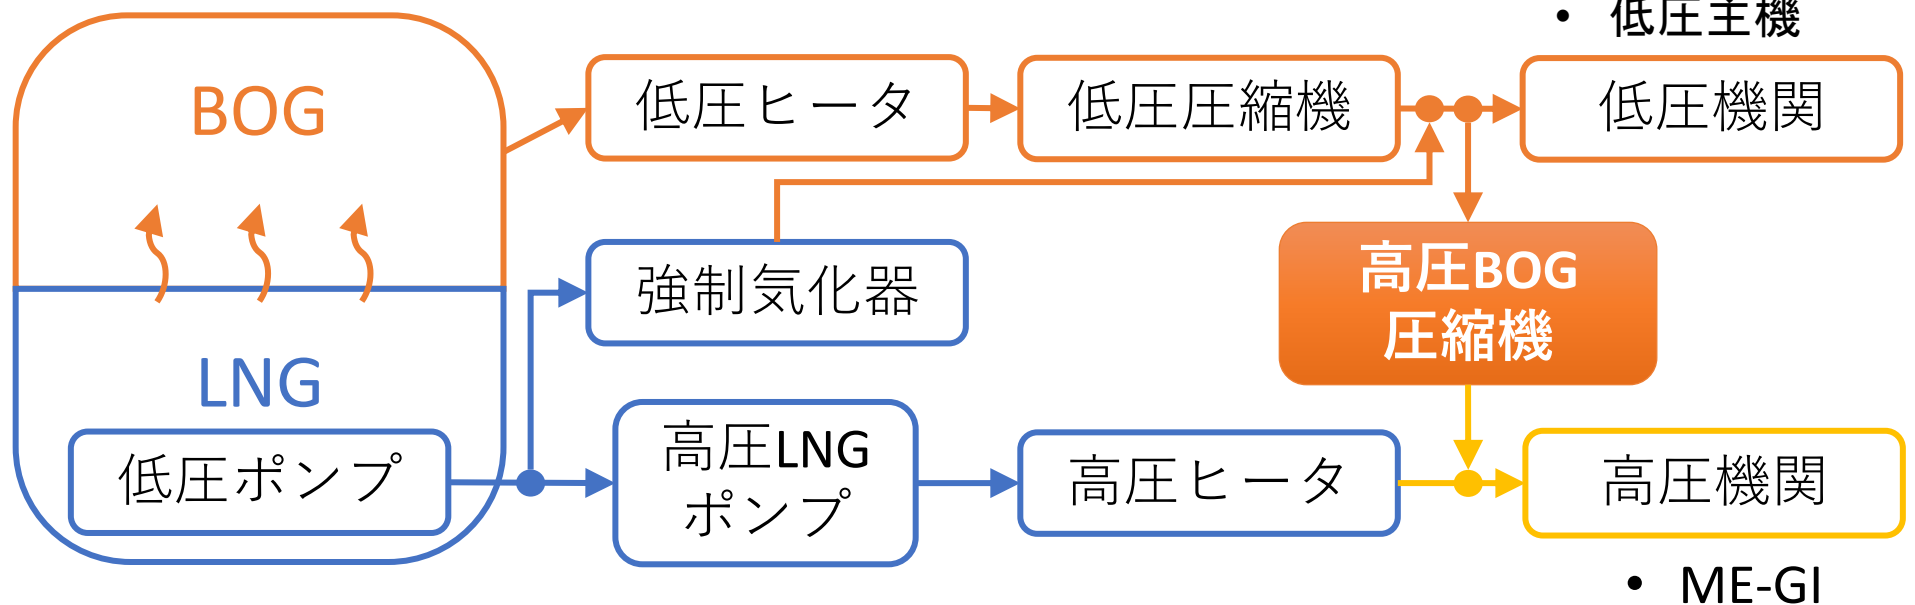 • 低圧主機
BOG
低圧ヒータ
低圧圧縮機
低圧機関
強制気化器
高圧BOG
圧縮機
LNG
低圧ポンプ
高圧LNG
ポンプ
高圧ヒータ
高圧機関
• ME-GI